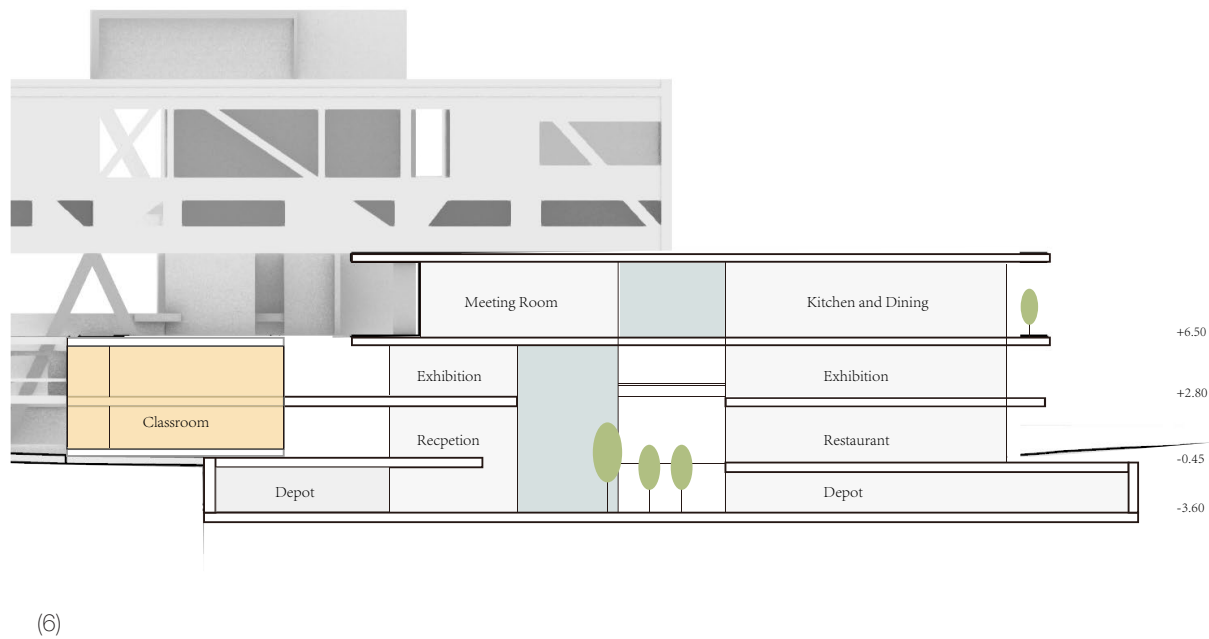 Meeting Room
Kitchen and Dining
+6.50
Exhibition
Exhibition
+2.80
Classroom
Recpetion
Restaurant
-0.45
Depot
Depot
-3.60
(6)